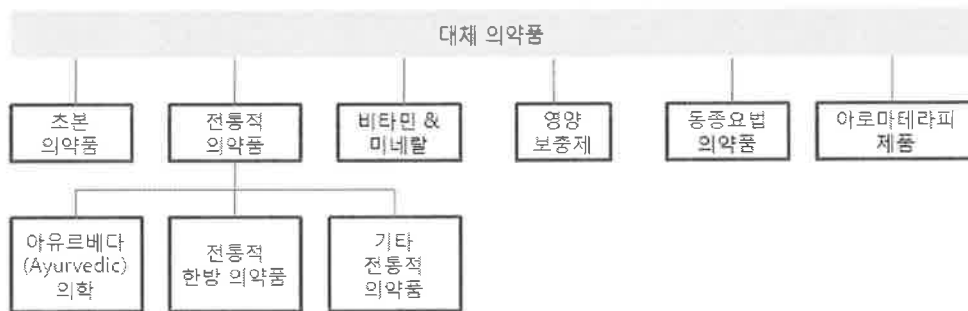 대체 의약품
초본
의약품
전통적
의약품
비타민 &
미네랄
영양
보충제
동종요법
의약품
아로마테라피
제품
아유르베다
(Ayurvedic)
의학
전통적
한방 의약품
기타
전통적
의약품